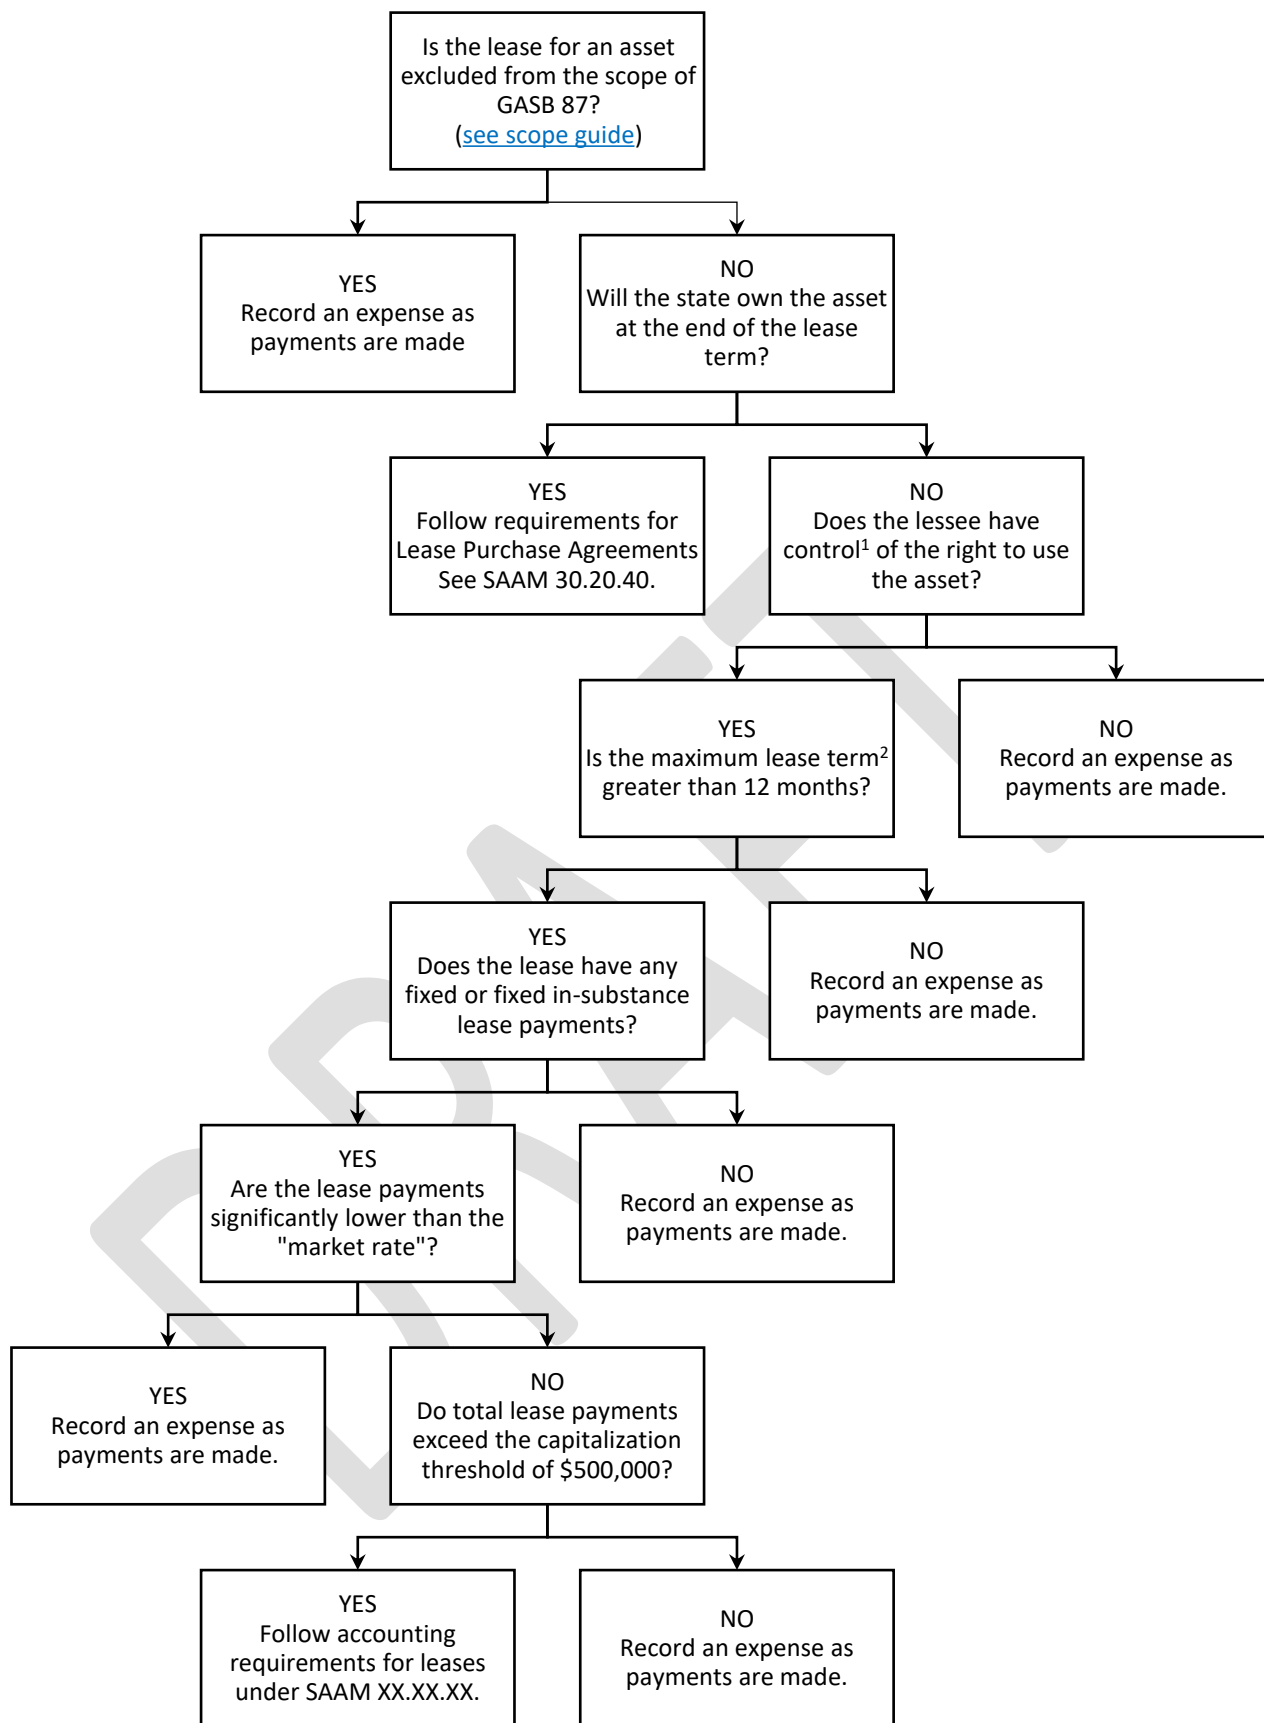 Is the lease for an asset
excluded from the scope of
GASB 87?
(see scope guide)
YES
Record an expense as
payments are made
NO
Will the state own the asset
at the end of the lease
term?
YES
Follow requirements for
Lease Purchase Agreements
See SAAM 30.20.40.
NO
Does the lessee have
control1 of the right to use
the asset?
YES
Is the maximum lease term2
greater than 12 months?
NO
Record an expense as
payments are made.
YES
Does the lease have any
fixed or fixed in-substance
lease payments?
NO
Record an expense as
payments are made.
YES
Are the lease payments
significantly lower than the
"market rate"?
NO
Record an expense as
payments are made.
YES
Record an expense as
payments are made.
NO
Do total lease payments
exceed the capitalization
threshold of $500,000?
YES
Follow accounting
requirements for leases
under SAAM XX.XX.XX.
NO
Record an expense as
payments are made.
DRAFT